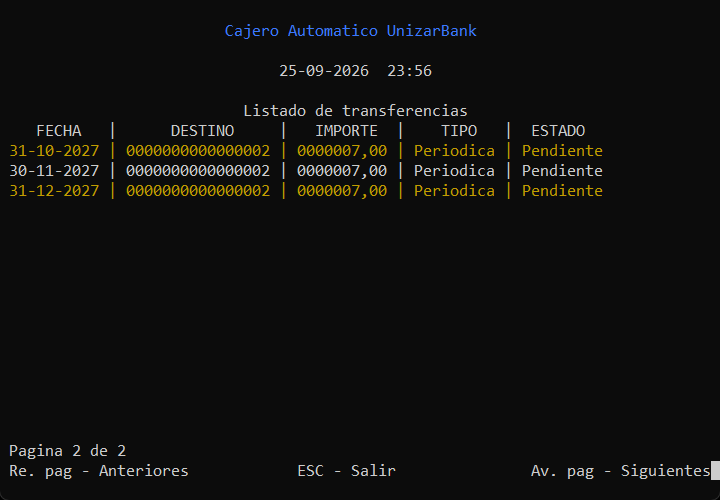 Cajero Automatico UnizarBank
25-09-2026  23:56
Listado de transferencias
FECHA | DESTINO | IMPORTE | TIPO | ESTADO
31-10-2027 | 0000000000000002 | 0000007,00 | Periodica | Pendiente
30-11-2027 | 0000000000000002 | 0000007,00 | Periodica | Pendiente
31-12-2027 | 0000000000000002 | 0000007,00 | Periodica | Pendiente
Pagina 2 de 2
Re. pag - Anteriores ESC - Salir Av. pag - Siguientes